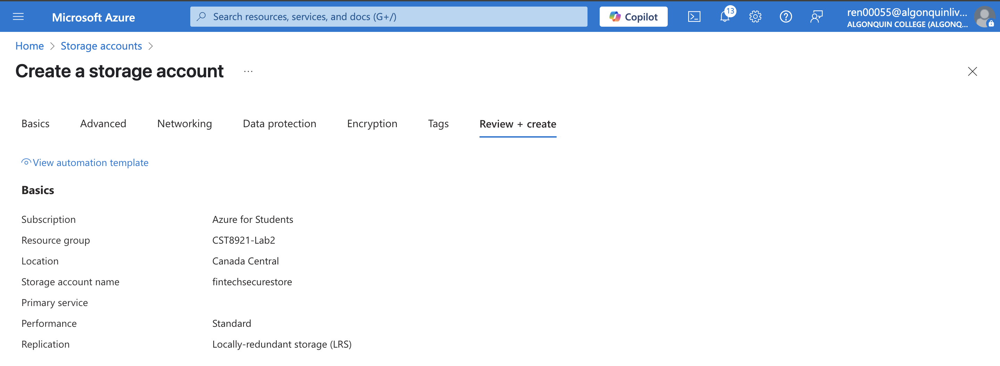 Microsoft Azure
Search resources, services, and docs (G+/)
Copilot
13
ren00055@algonquinliv...
ALGONQUIN COLLEGE (ALGONQ...
Home > Storage accounts >
Create a storage account ...
Basics Advanced Networking Data protection Encryption Tags Review + create
View automation template
Basics
Subscription Azure for Students
Resource group CST8921-Lab2
Location Canada Central
Storage account name fintechsecurestore
Primary service
Performance Standard
Replication Locally-redundant storage (LRS)